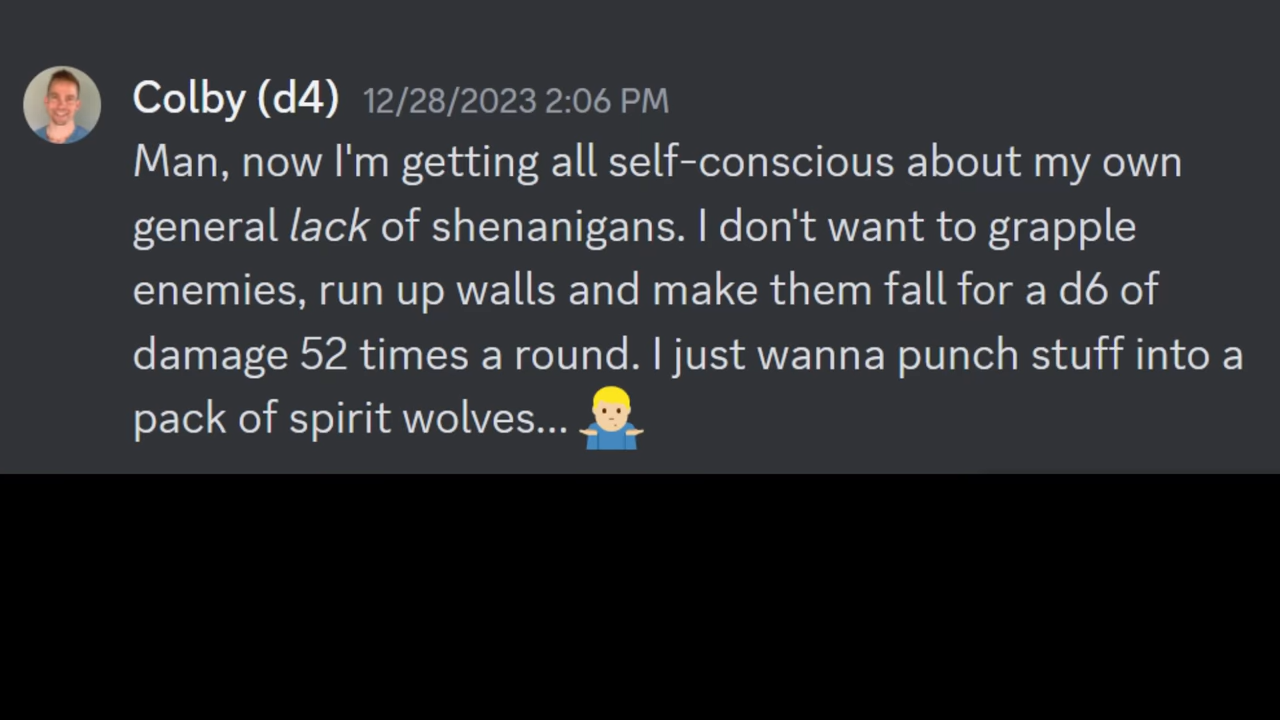 Colby (d4) 12/28/2023 2:06 PM
Man, now I'm getting all self-conscious about my own
general lack of shenanigans. I don't want to grapple
enemies, run up walls and make them fall for a d6 of
damage 52 times a round. I just wanna punch stuff into a
pack of spirit wolves... 🤷🏼‍♂️